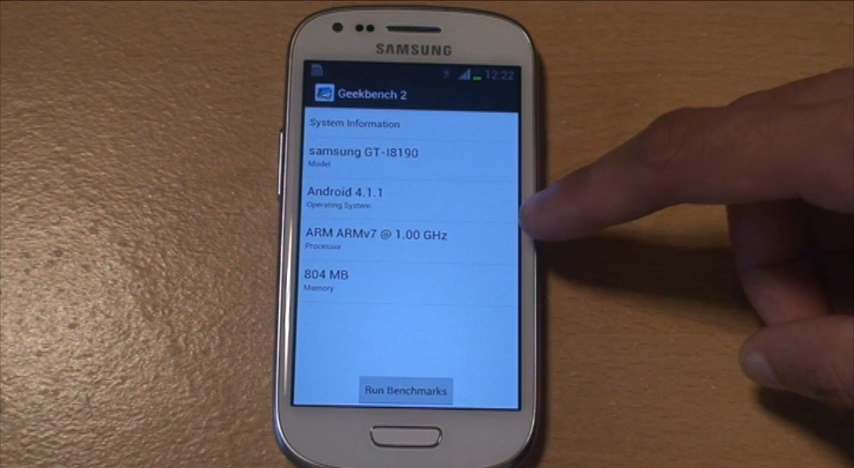 SAMSUNG
12:22
Geekbench 2
System Information
samsung GT-I8190
Model
Android 4.1.1
Operating System
ARM ARMv7 @ 1.00 GHz
Processor
804 MB
Memory
Run Benchmarks